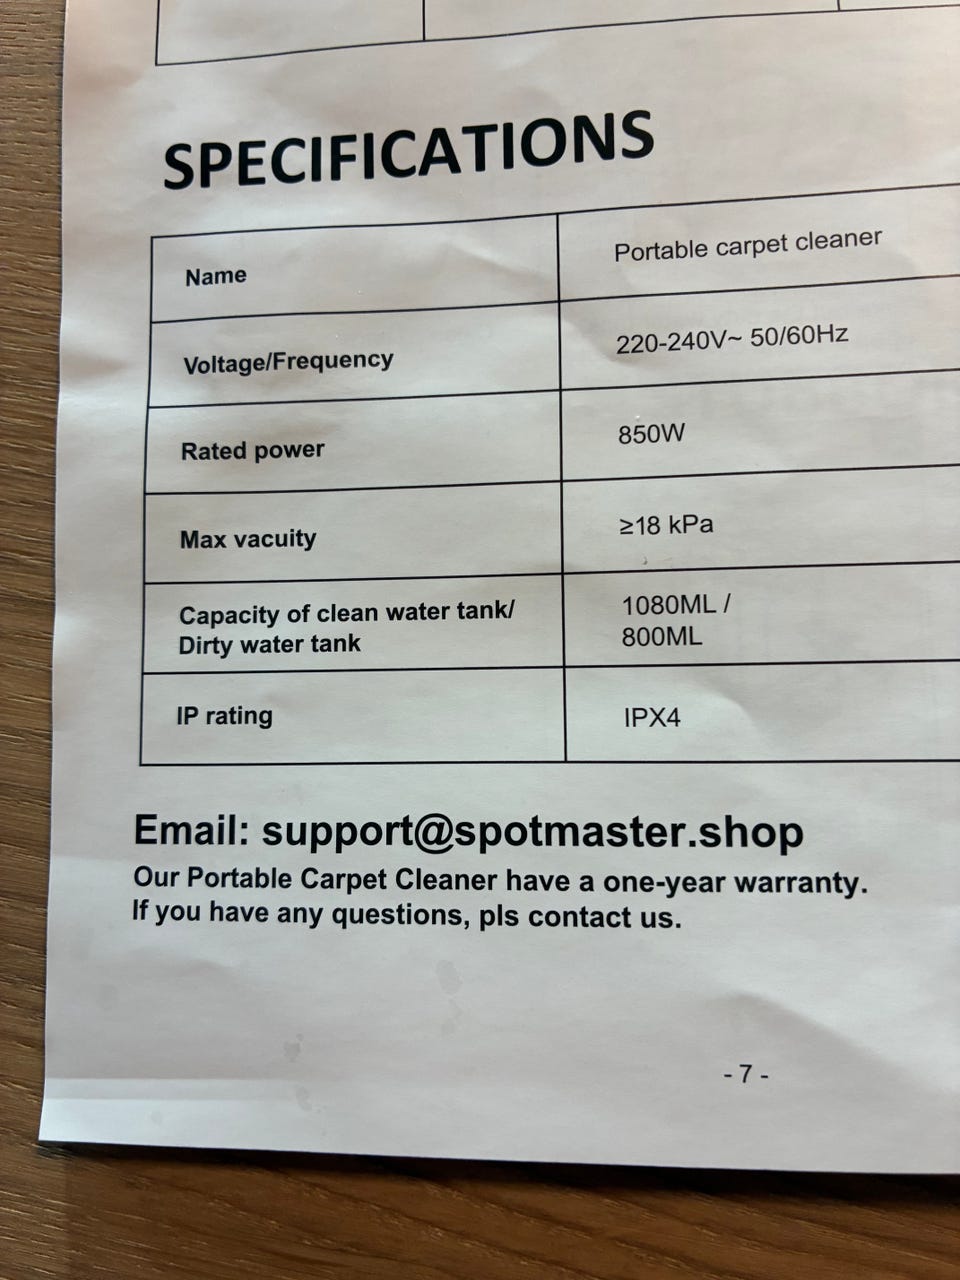 SPECIFICATIONS
Name
Portable carpet cleaner
Voltage/Frequency
220-240V~ 50/60Hz
Rated power
850W
Max vacuity
≥18 kPa
Capacity of clean water tank/
Dirty water tank
1080ML /
800ML
IP rating
IPX4
Email: support@spotmaster.shop
Our Portable Carpet Cleaner have a one-year warranty.
If you have any questions, pls contact us.
- 7 -